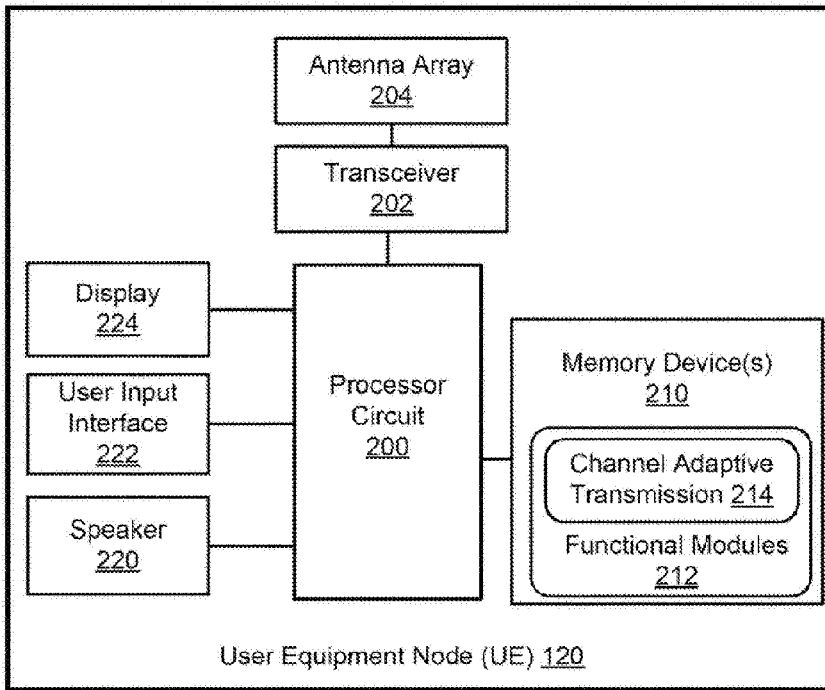 Antenna Array
204
Transceiver
202
Display
224
User Input
Interface
222
Speaker
220
Processor
Circuit
200
Memory Device(s)
210
Channel Adaptive
Transmission 214
Functional Modules
212
User Equipment Node (UE) 120